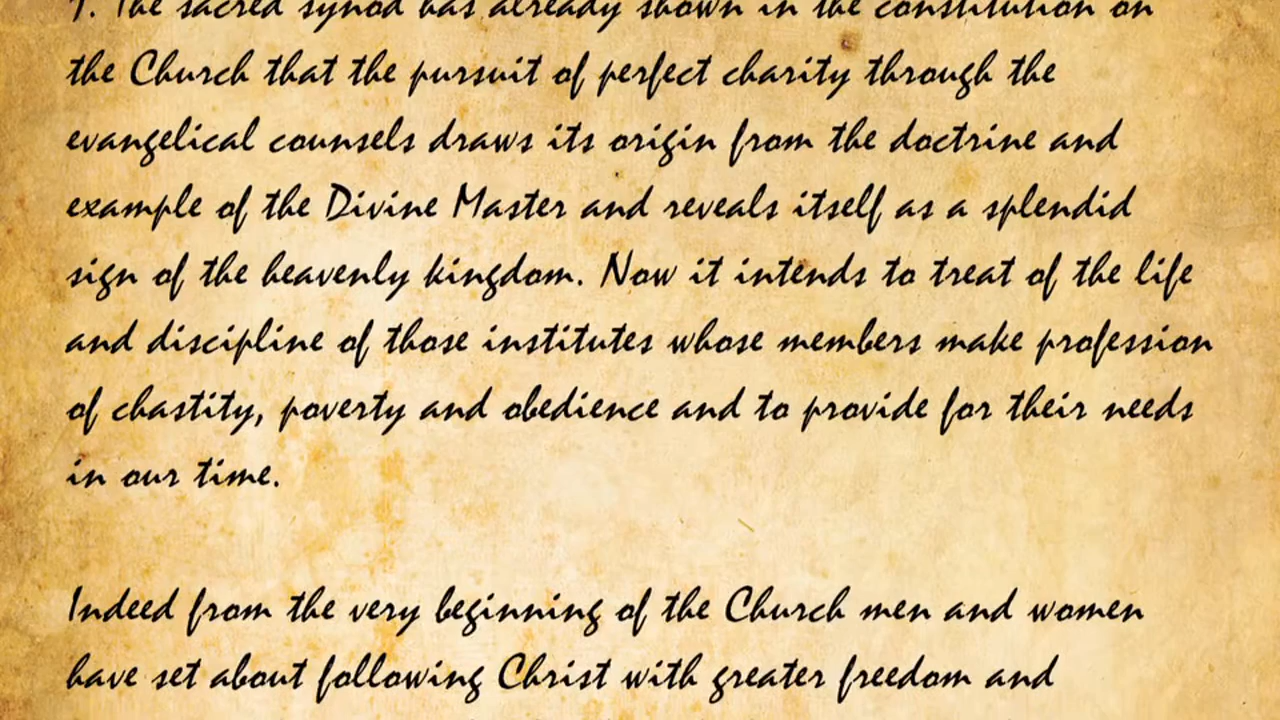 1. The sacred synod has already shown in the constitution on
the Church that the pursuit of perfect charity through the
evangelical counsels draws its origin from the doctrine and
example of the Divine Master and reveals itself as a splendid
sign of the heavenly kingdom. Now it intends to treat of the life
and discipline of those institutes whose members make profession
of chastity, poverty and obedience and to provide for their needs
in our time.
Indeed from the very beginning of the Church men and women
have set about following Christ with greater freedom and